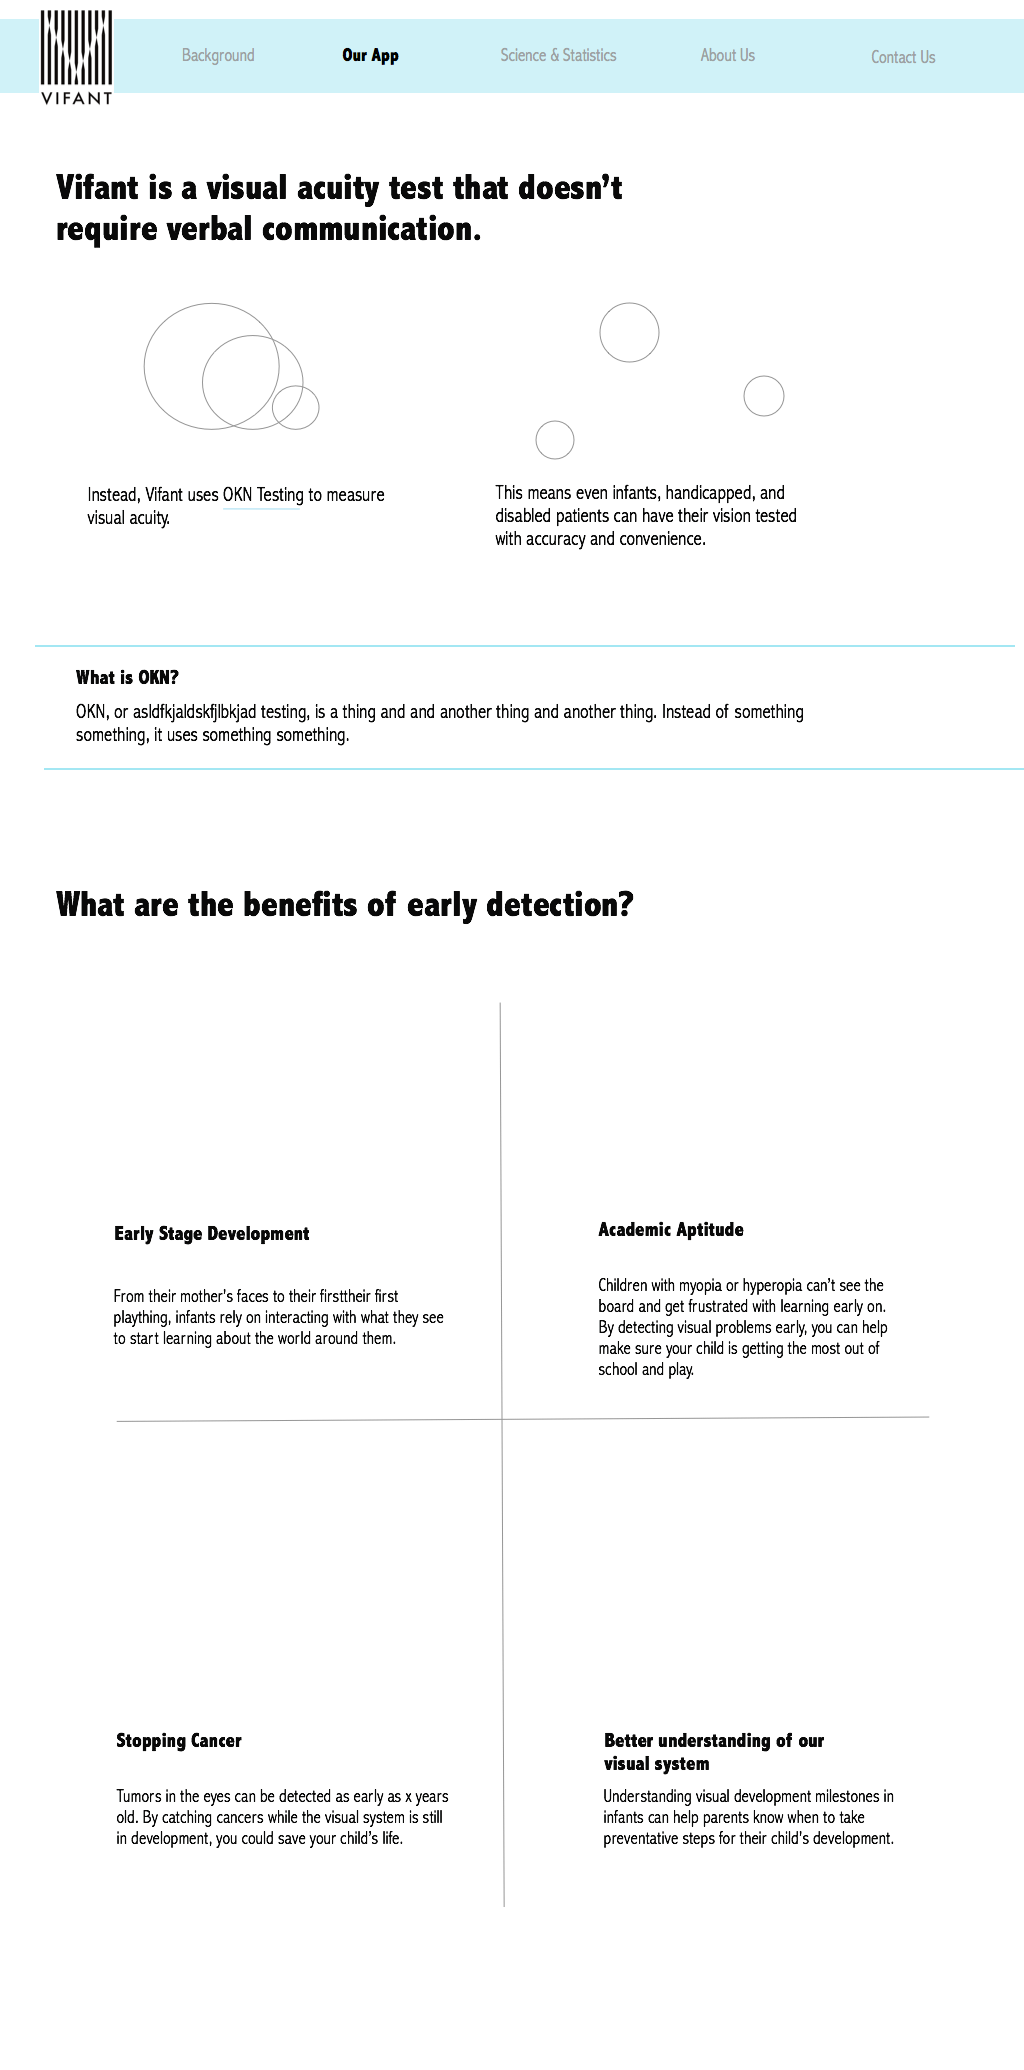 VIFANT
Background
Our App
Science & Statistics
About Us
Contact Us
Vifant is a visual acuity test that doesn’t
require verbal communication.
Instead, Vifant uses OKN Testing to measure
visual acuity.
This means even infants, handicapped, and
disabled patients can have their vision tested
with accuracy and convenience.
What is OKN?
OKN, or asldfkjaldskfjlbkjad testing, is a thing and and another thing and another thing. Instead of something
something, it uses something something.
What are the benefits of early detection?
Early Stage Development
From their mother's faces to their firsttheir first
plaything, infants rely on interacting with what they see
to start learning about the world around them.
Academic Aptitude
Children with myopia or hyperopia can’t see the
board and get frustrated with learning early on.
By detecting visual problems early, you can help
make sure your child is getting the most out of
school and play.
Stopping Cancer
Tumors in the eyes can be detected as early as x years
old. By catching cancers while the visual system is still
in development, you could save your child’s life.
Better understanding of our
visual system
Understanding visual development milestones in
infants can help parents know when to take
preventative steps for their child’s development.